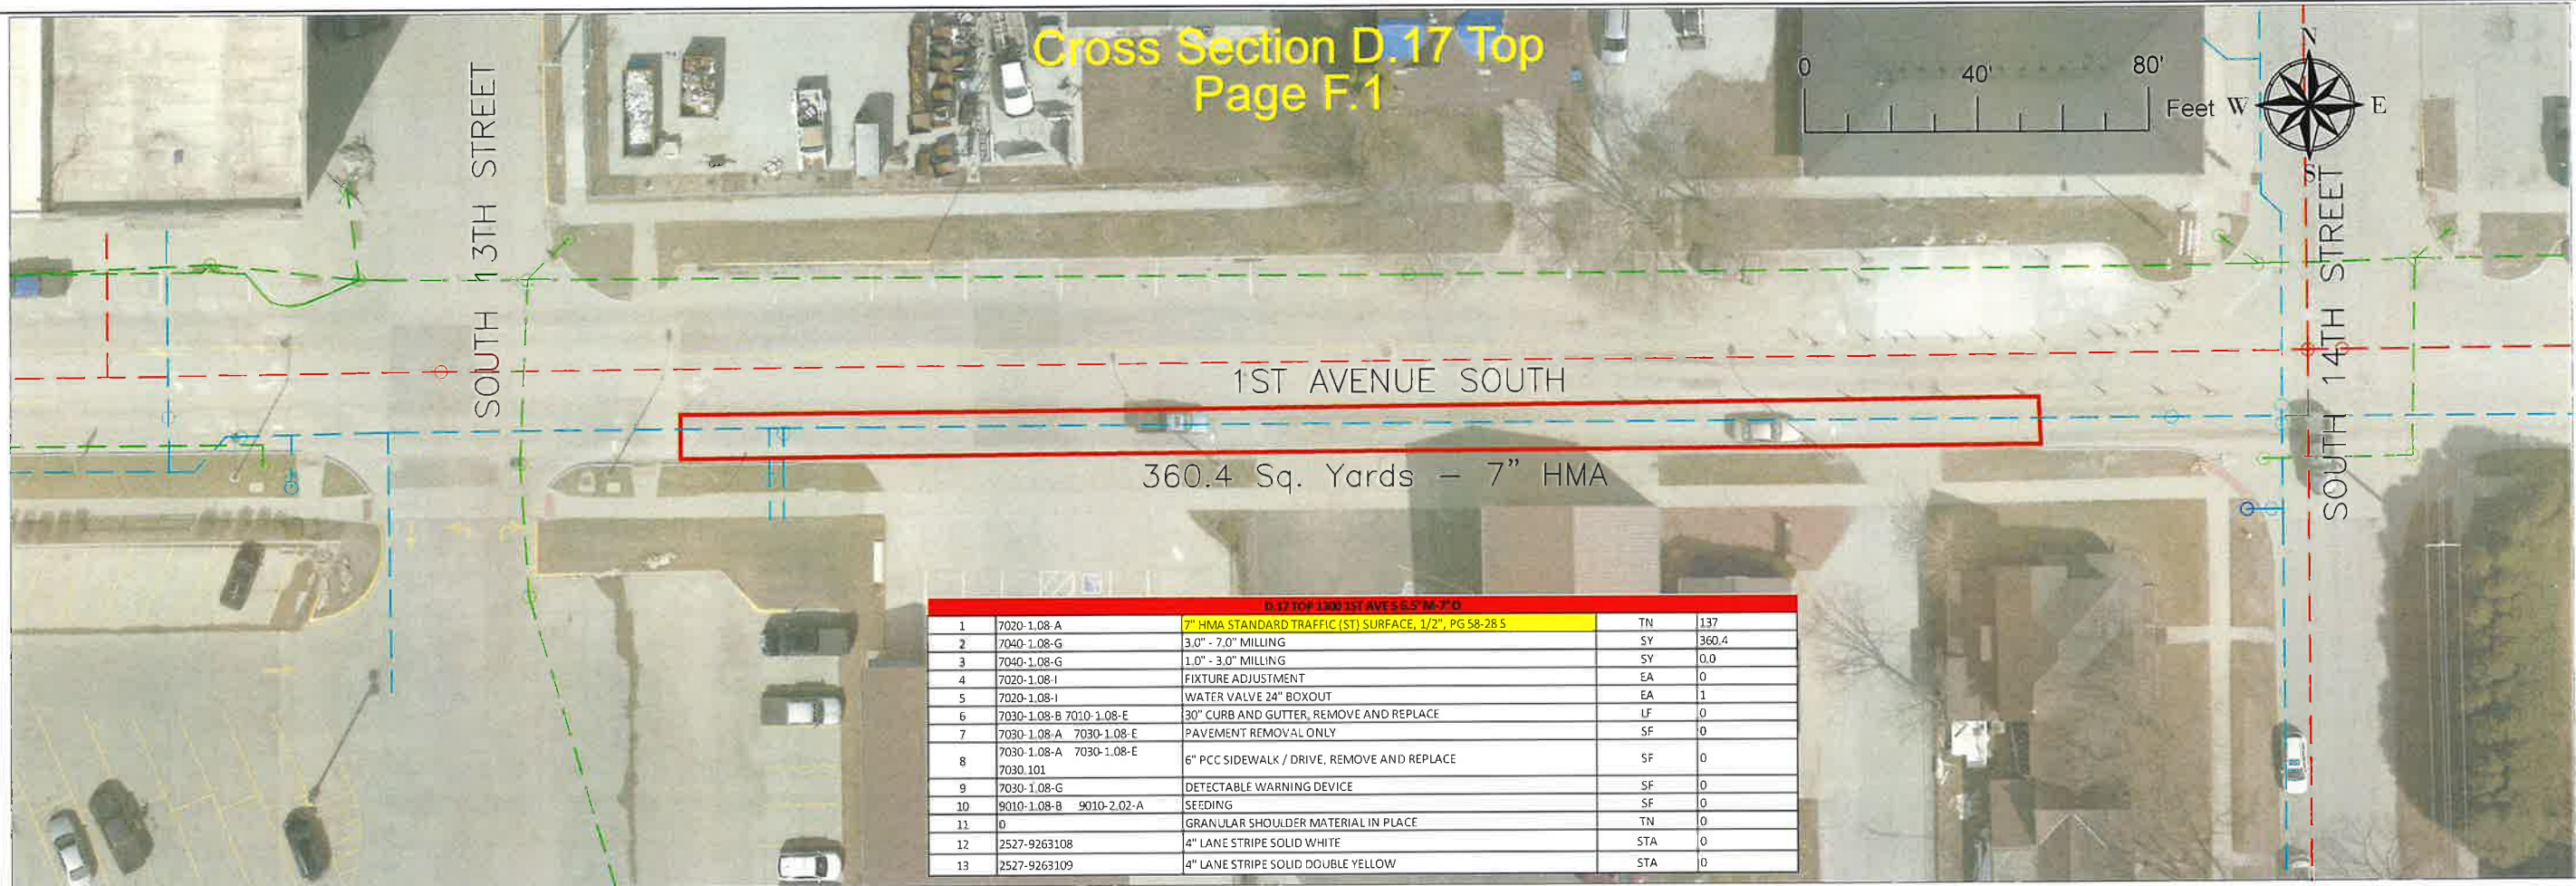 Cross Section D.17 Top
Page F.1
0 40' 80'
Feet
N
W E
S
SOUTH 13TH STREET
SOUTH 14TH STREET
1ST AVENUE SOUTH
360.4 Sq. Yards – 7" HMA
D.17 TOP 1300 1ST AVE S 6.5" M-7" O
1 7020-1.08-A 7" HMA STANDARD TRAFFIC (ST) SURFACE, 1/2", PG 58-28 S TN 137
2 7040-1.08-G 3.0" - 7.0" MILLING SY 360.4
3 7040-1.08-G 1.0" - 3.0" MILLING SY 0.0
4 7020-1.08-I FIXTURE ADJUSTMENT EA 0
5 7020-1.08-I WATER VALVE 24" BOXOUT EA 1
6 7030-1.08-B 7010-1.08-E 30" CURB AND GUTTER, REMOVE AND REPLACE LF 0
7 7030-1.08-A 7030-1.08-E PAVEMENT REMOVAL ONLY SF 0
8 7030-1.08-A 7030-1.08-E
7030.101 6" PCC SIDEWALK / DRIVE, REMOVE AND REPLACE SF 0
9 7030-1.08-G DETECTABLE WARNING DEVICE SF 0
10 9010-1.08-B 9010-2.02-A SEEDING SF 0
11 0 GRANULAR SHOULDER MATERIAL IN PLACE TN 0
12 2527-9263108 4" LANE STRIPE SOLID WHITE STA 0
13 2527-9263109 4" LANE STRIPE SOLID DOUBLE YELLOW STA 0